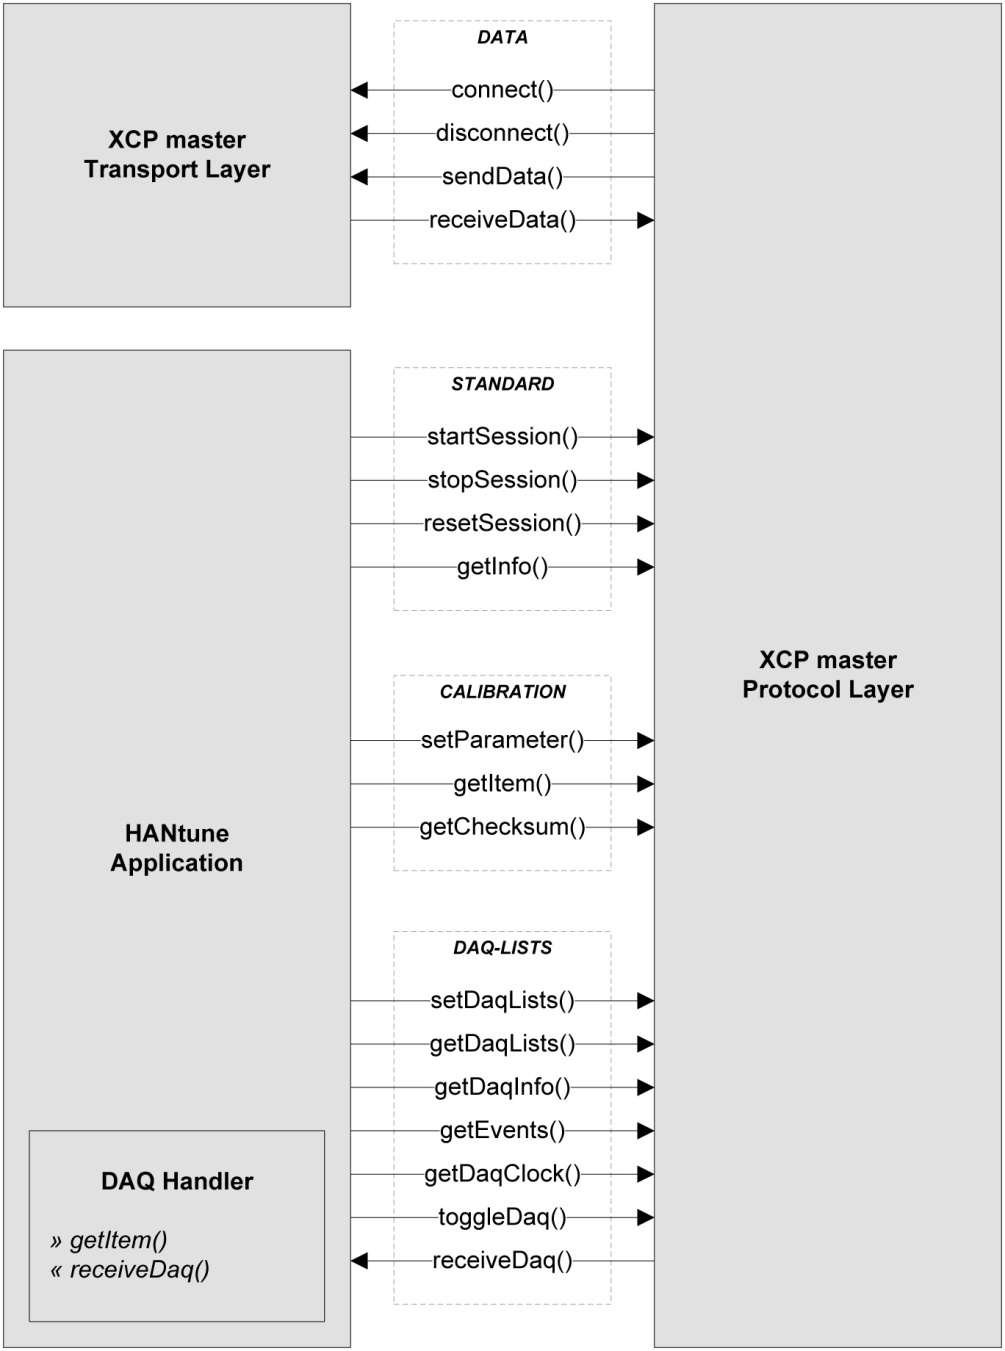 XCP master
Transport Layer
DATA
connect()
disconnect()
sendData()
receiveData()
HANtune
Application
STANDARD
startSession()
stopSession()
resetSession()
getInfo()
CALIBRATION
setParameter()
getItem()
getChecksum()
DAQ-LISTS
setDaqLists()
getDaqLists()
getDaqInfo()
getEvents()
getDaqClock()
toggleDaq()
receiveDaq()
DAQ Handler
» getItem()
« receiveDaq()
XCP master
Protocol Layer